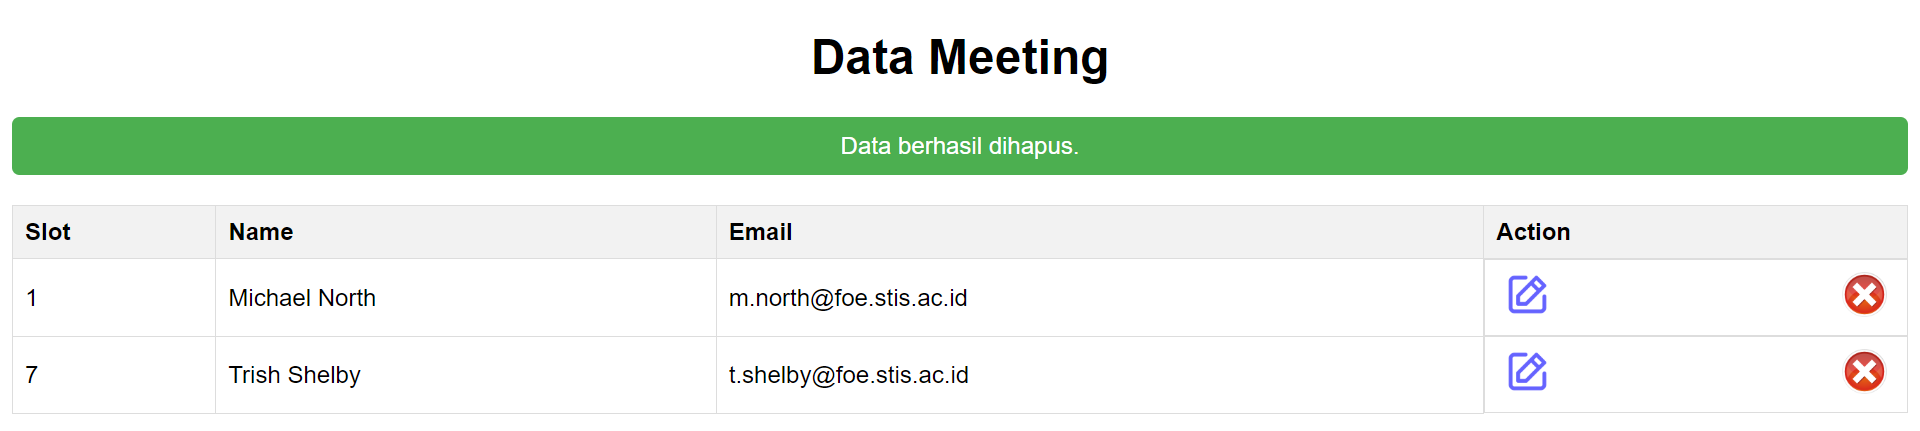 Data Meeting
Data berhasil dihapus.
Slot Name Email Action
1 Michael North m.north@foe.stis.ac.id
7 Trish Shelby t.shelby@foe.stis.ac.id